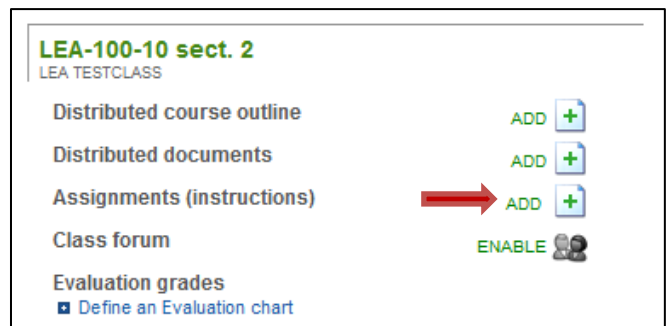 LEA-100-10 sect. 2
LEA TESTCLASS
Distributed course outline ADD
Distributed documents ADD
Assignments (instructions) ADD
Class forum ENABLE
Evaluation grades
Define an Evaluation chart